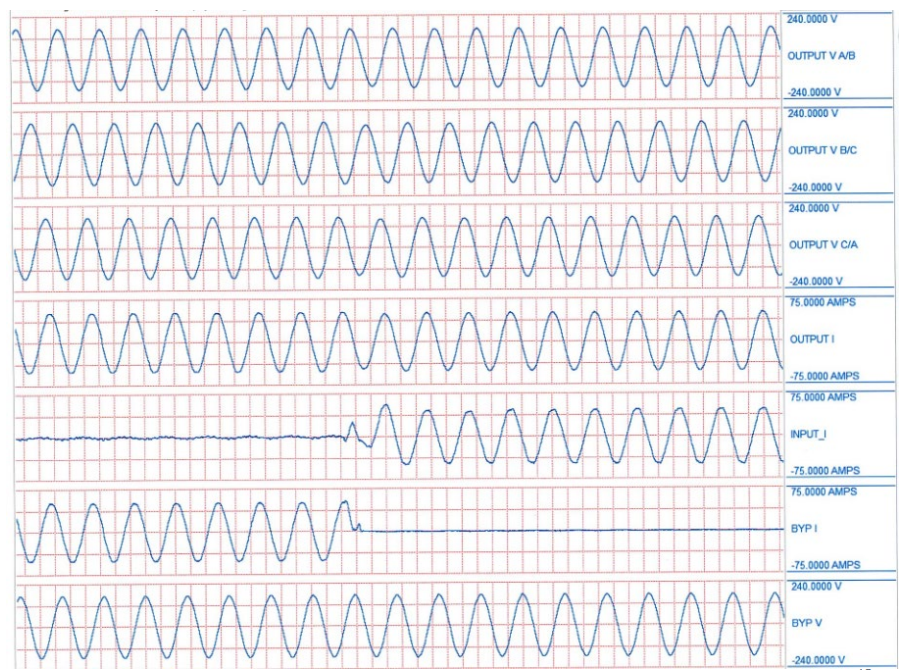 240.0000 V
OUTPUT V A/B
-240.0000 V
240.0000 V
OUTPUT V B/C
-240.0000 V
240.0000 V
OUTPUT V C/A
-240.0000 V
75.0000 AMPS
OUTPUT I
-75.0000 AMPS
75.0000 AMPS
INPUT_I
-75.0000 AMPS
75.0000 AMPS
BYP I
-75.0000 AMPS
240.0000 V
BYP V
-240.0000 V